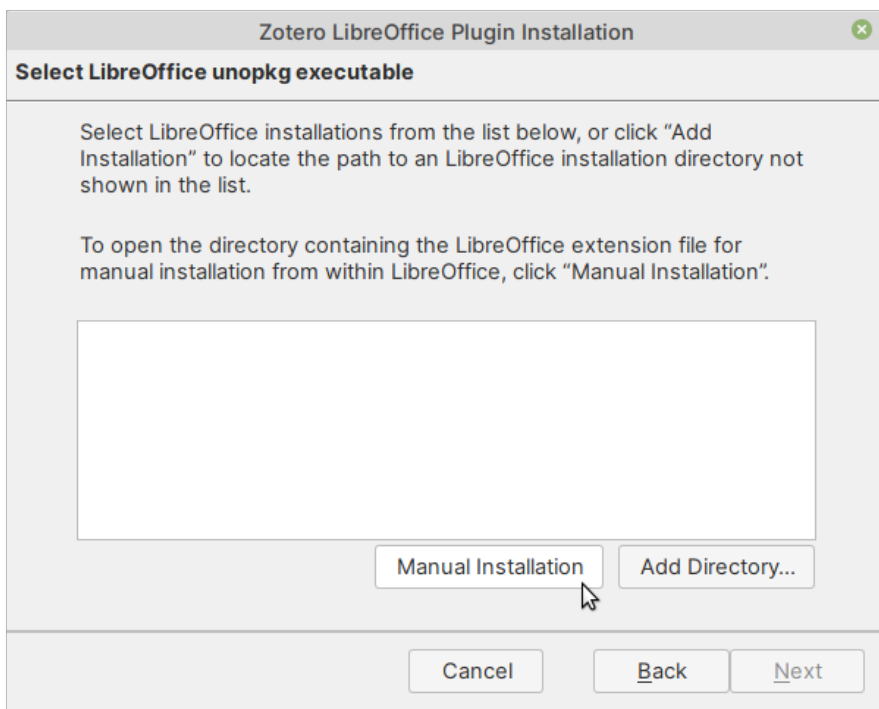 Zotero LibreOffice Plugin Installation
Select LibreOffice unopkg executable
Select LibreOffice installations from the list below, or click “Add
Installation” to locate the path to an LibreOffice installation directory not
shown in the list.
To open the directory containing the LibreOffice extension file for
manual installation from within LibreOffice, click “Manual Installation”.
Manual Installation
Add Directory...
Cancel
Back
Next